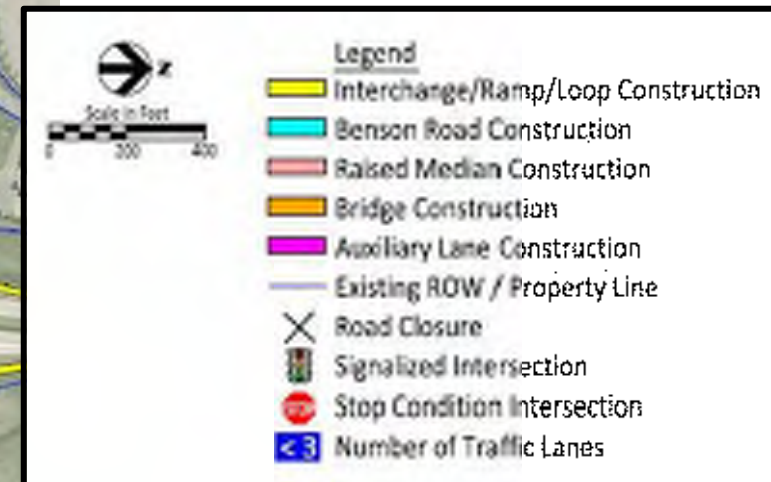 Legend
Z
Scale in Feet
0 200 400
Interchange/Ramp/Loop Construction
Benson Road Construction
Raised Median Construction
Bridge Construction
Auxiliary Lane Construction
Existing ROW / Property Line
Road Closure
Signalized Intersection
STOP Stop Condition Intersection
< 3 Number of Traffic Lanes